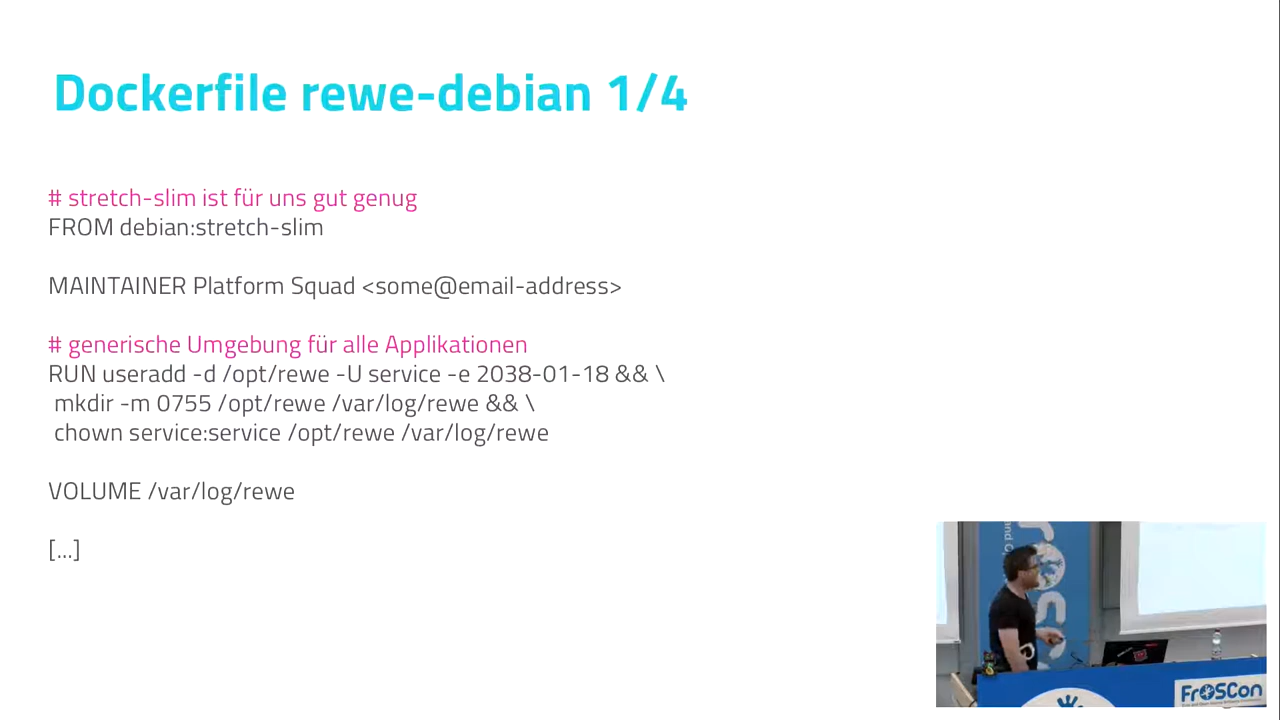 Dockerfile rewe-debian 1/4
# stretch-slim ist für uns gut genug
FROM debian:stretch-slim
MAINTAINER Platform Squad <some@email-address>
# generische Umgebung für alle Applikationen
RUN useradd -d /opt/rewe -U service -e 2038-01-18 && \
mkdir -m 0755 /opt/rewe /var/log/rewe && \
chown service:service /opt/rewe /var/log/rewe
VOLUME /var/log/rewe
[...]
FrOSCon